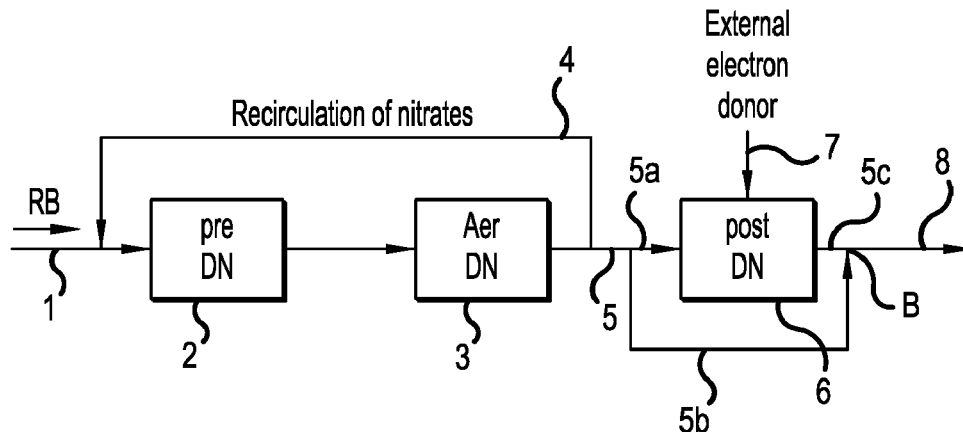 External
electron
donor
4
Recirculation of nitrates
7
5a
5c
8
RB
pre
DN
Aer
DN
post
DN
1
2
3
5
B
6
5b